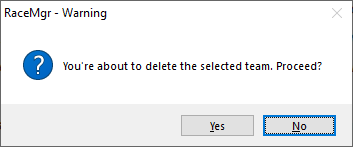 RaceMgr - Warning
You're about to delete the selected team. Proceed?
Yes
No